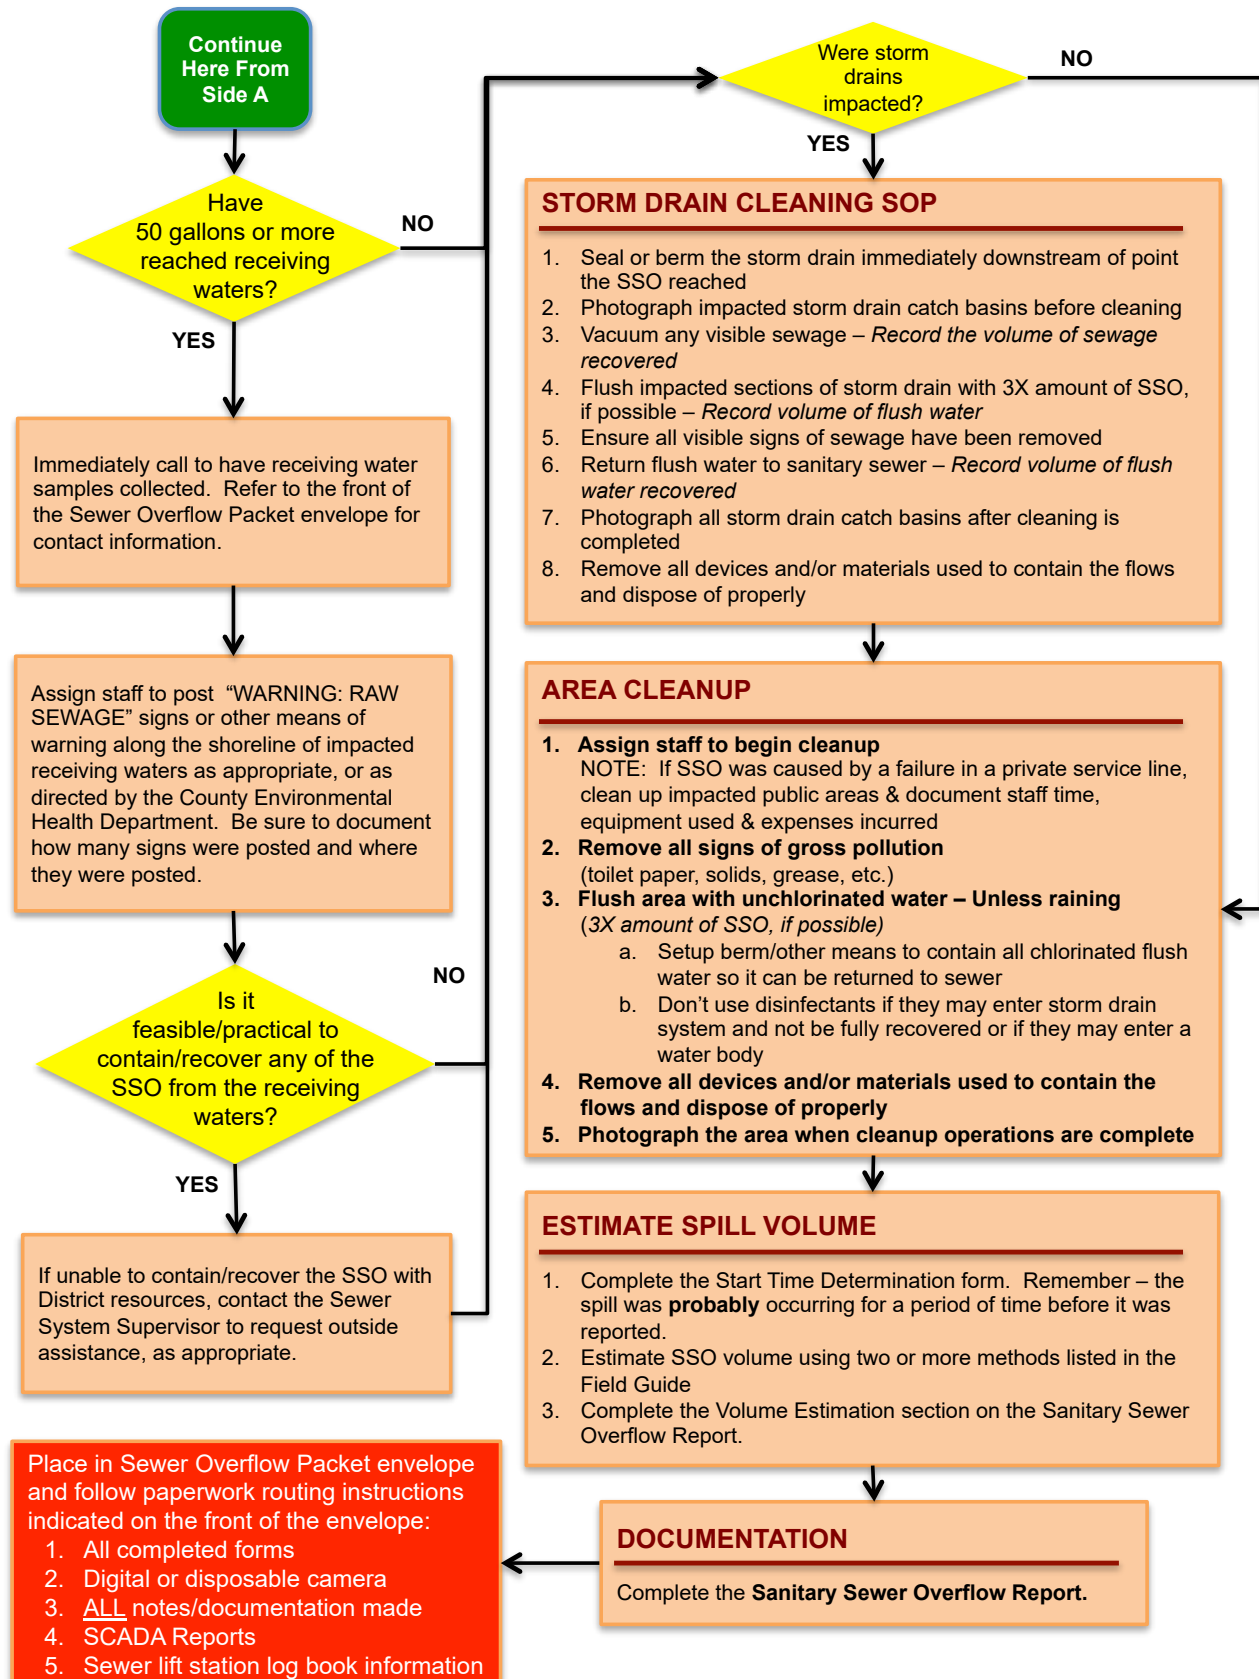 Continue
Here From
Side A
Have
50 gallons or more
reached receiving
waters?
NO
YES
Immediately call to have receiving water
samples collected.  Refer to the front of
the Sewer Overflow Packet envelope for
contact information.
Assign staff to post  “WARNING: RAW
SEWAGE” signs or other means of
warning along the shoreline of impacted
receiving waters as appropriate, or as
directed by the County Environmental
Health Department.  Be sure to document
how many signs were posted and where
they were posted.
NO
Is it
feasible/practical to
contain/recover any of the
SSO from the receiving
waters?
YES
If unable to contain/recover the SSO with
District resources, contact the Sewer
System Supervisor to request outside
assistance, as appropriate.
Were storm
drains
impacted?
NO
YES
STORM DRAIN CLEANING SOP
1. Seal or berm the storm drain immediately downstream of point
the SSO reached
2. Photograph impacted storm drain catch basins before cleaning
3. Vacuum any visible sewage – Record the volume of sewage
recovered
4. Flush impacted sections of storm drain with 3X amount of SSO,
if possible – Record volume of flush water
5. Ensure all visible signs of sewage have been removed
6. Return flush water to sanitary sewer – Record volume of flush
water recovered
7. Photograph all storm drain catch basins after cleaning is
completed
8. Remove all devices and/or materials used to contain the flows
and dispose of properly
AREA CLEANUP
1. Assign staff to begin cleanup
NOTE:  If SSO was caused by a failure in a private service line,
clean up impacted public areas & document staff time,
equipment used & expenses incurred
2. Remove all signs of gross pollution
(toilet paper, solids, grease, etc.)
3. Flush area with unchlorinated water – Unless raining
(3X amount of SSO, if possible)
a. Setup berm/other means to contain all chlorinated flush
water so it can be returned to sewer
b. Don’t use disinfectants if they may enter storm drain
system and not be fully recovered or if they may enter a
water body
4. Remove all devices and/or materials used to contain the
flows and dispose of properly
5. Photograph the area when cleanup operations are complete
ESTIMATE SPILL VOLUME
1. Complete the Start Time Determination form.  Remember – the
spill was probably occurring for a period of time before it was
reported.
2. Estimate SSO volume using two or more methods listed in the
Field Guide
3. Complete the Volume Estimation section on the Sanitary Sewer
Overflow Report.
DOCUMENTATION
Complete the Sanitary Sewer Overflow Report.
Place in Sewer Overflow Packet envelope
and follow paperwork routing instructions
indicated on the front of the envelope:
1. All completed forms
2. Digital or disposable camera
3. ALL notes/documentation made
4. SCADA Reports
5. Sewer lift station log book information